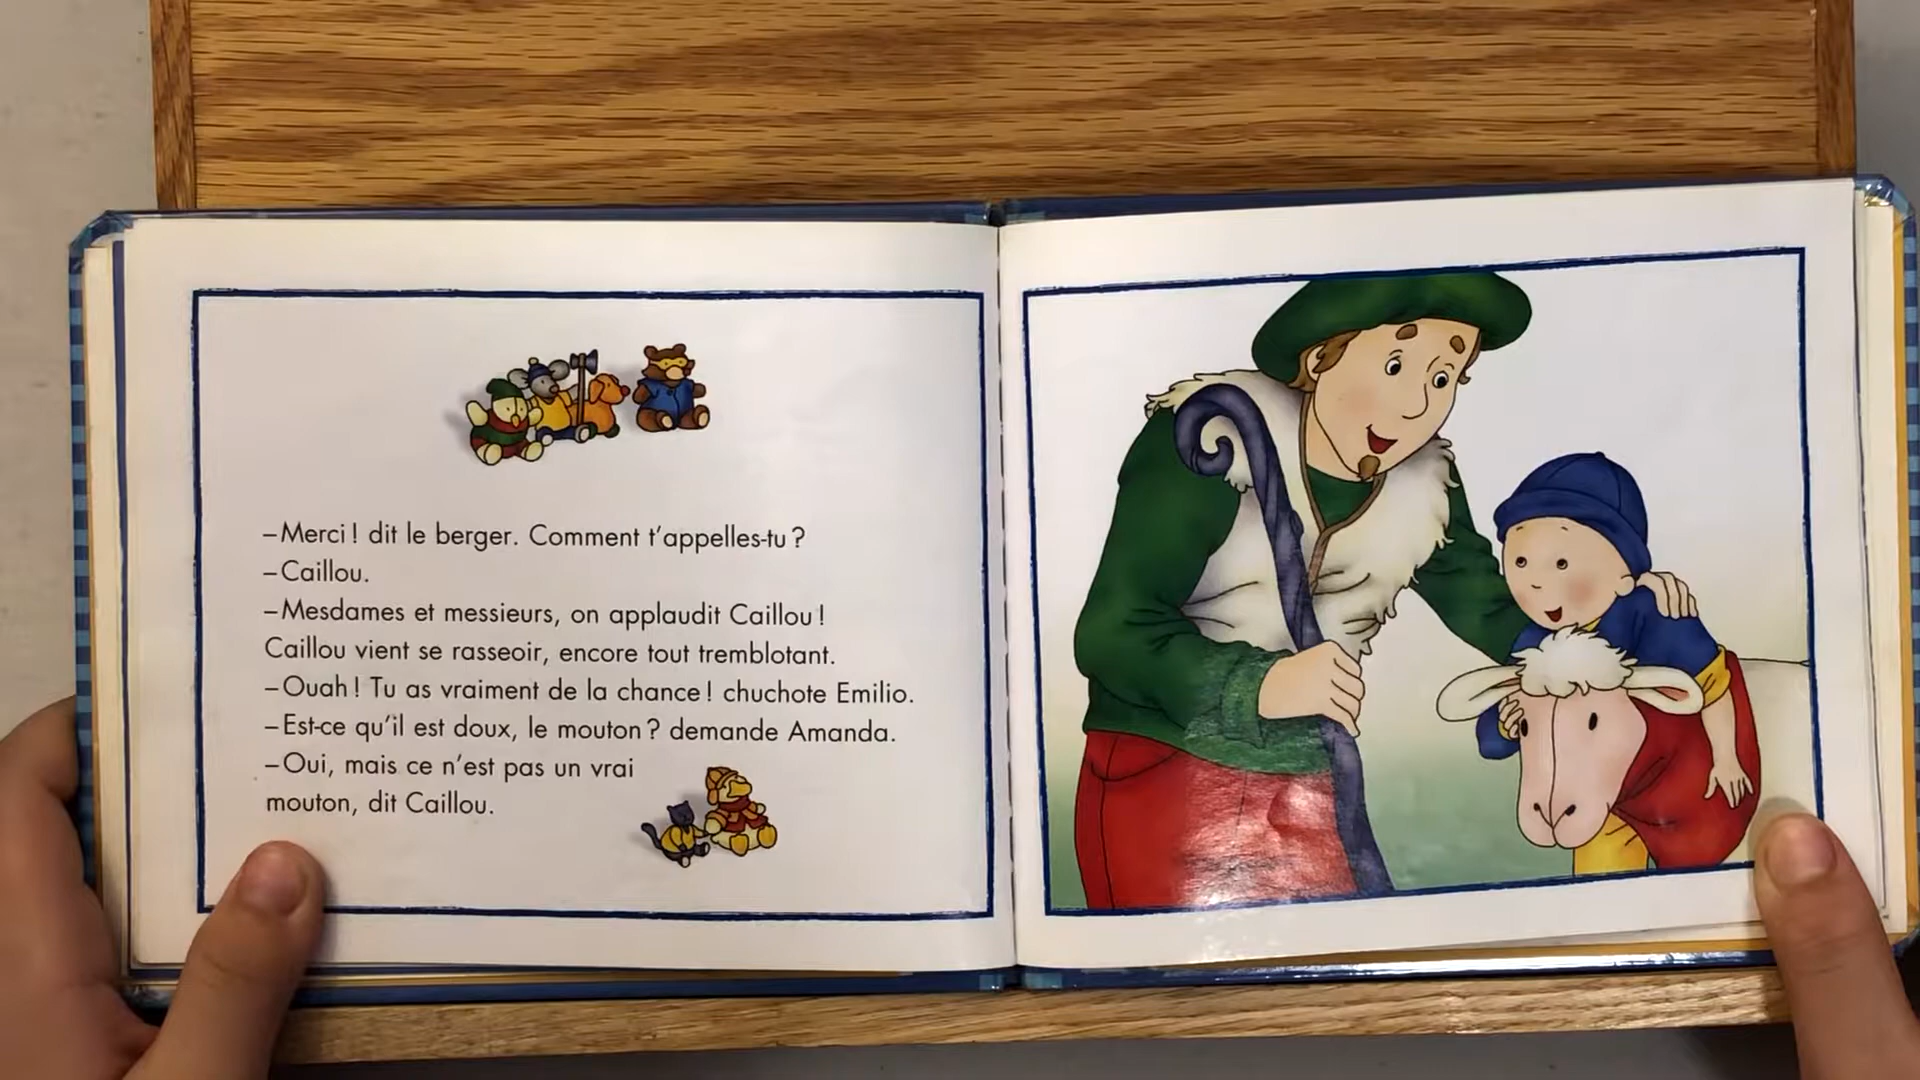 –Merci ! dit le berger. Comment t'appelles-tu ?
–Caillou.
–Mesdames et messieurs, on applaudit Caillou !
Caillou vient se rasseoir, encore tout tremblotant.
–Ouah ! Tu as vraiment de la chance ! chuchote Emilio.
–Est-ce qu'il est doux, le mouton ? demande Amanda.
–Oui, mais ce n'est pas un vrai
mouton, dit Caillou.